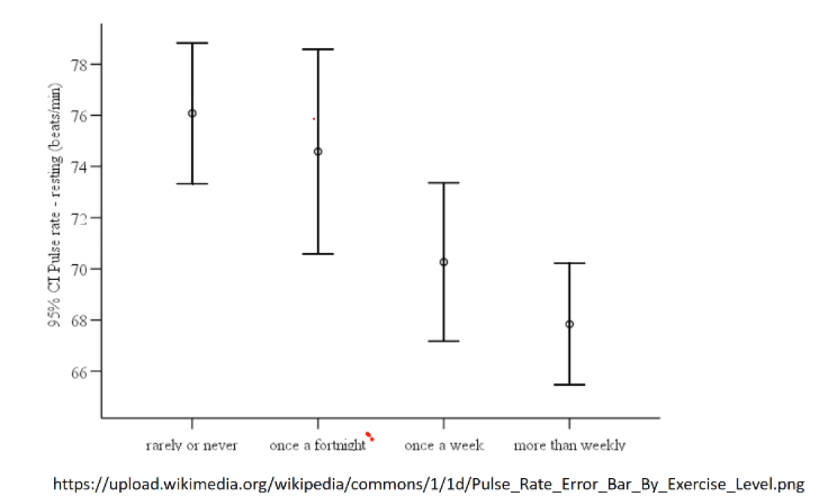 95% CI Pulse rate - resting (beats/min)
78
76
74
72
70
68
66
rarely or never
once a fortnight
once a week
more than weekly
https://upload.wikimedia.org/wikipedia/commons/1/1d/Pulse_Rate_Error_Bar_By_Exercise_Level.png